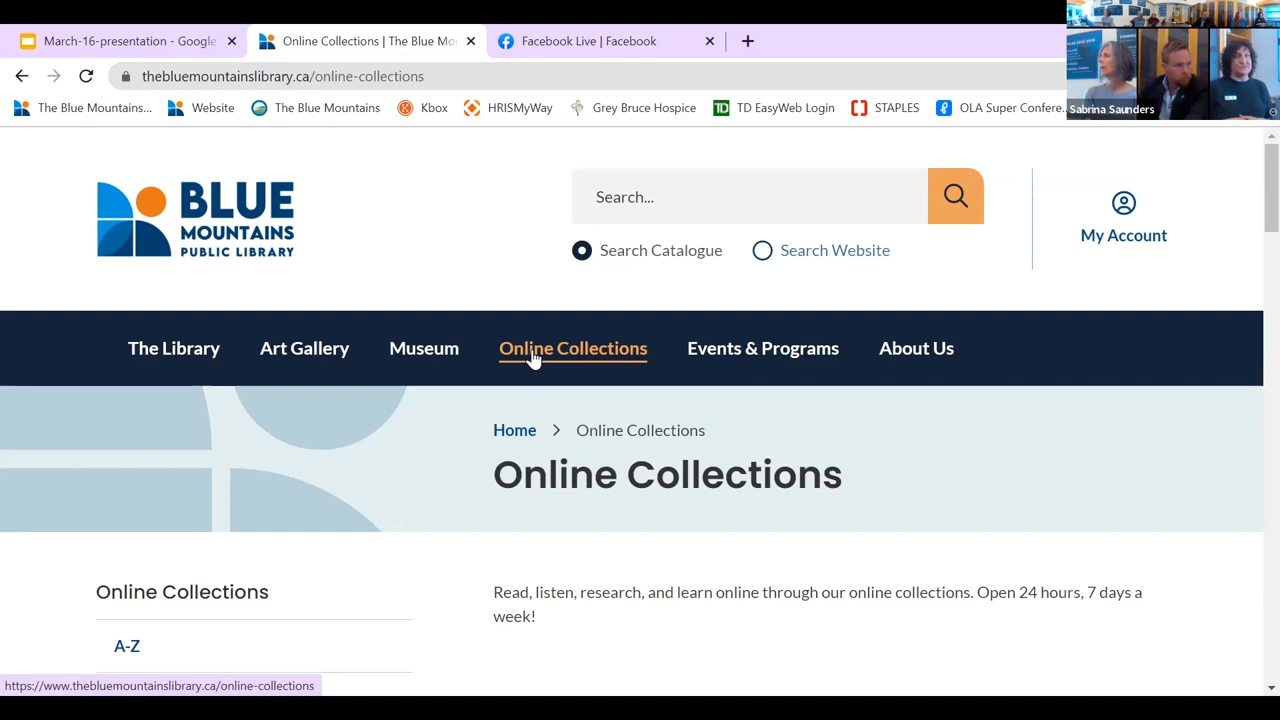 March-16-presentation - Google
Online Collections | The Blue Mo
Facebook Live | Facebook
thebluemountainslibrary.ca/online-collections
The Blue Mountains...
Website
The Blue Mountains
Kbox
HRISMyWay
Grey Bruce Hospice
TD
TD EasyWeb Login
STAPLES
OLA Super Confere...
Sabrina Saunders
BLUE
MOUNTAINS
PUBLIC LIBRARY
Search...
Search Catalogue
Search Website
My Account
The Library
Art Gallery
Museum
Online Collections
Events & Programs
About Us
Home > Online Collections
Online Collections
Online Collections
A-Z
Read, listen, research, and learn online through our online collections. Open 24 hours, 7 days a
week!
https://www.thebluemountainslibrary.ca/online-collections